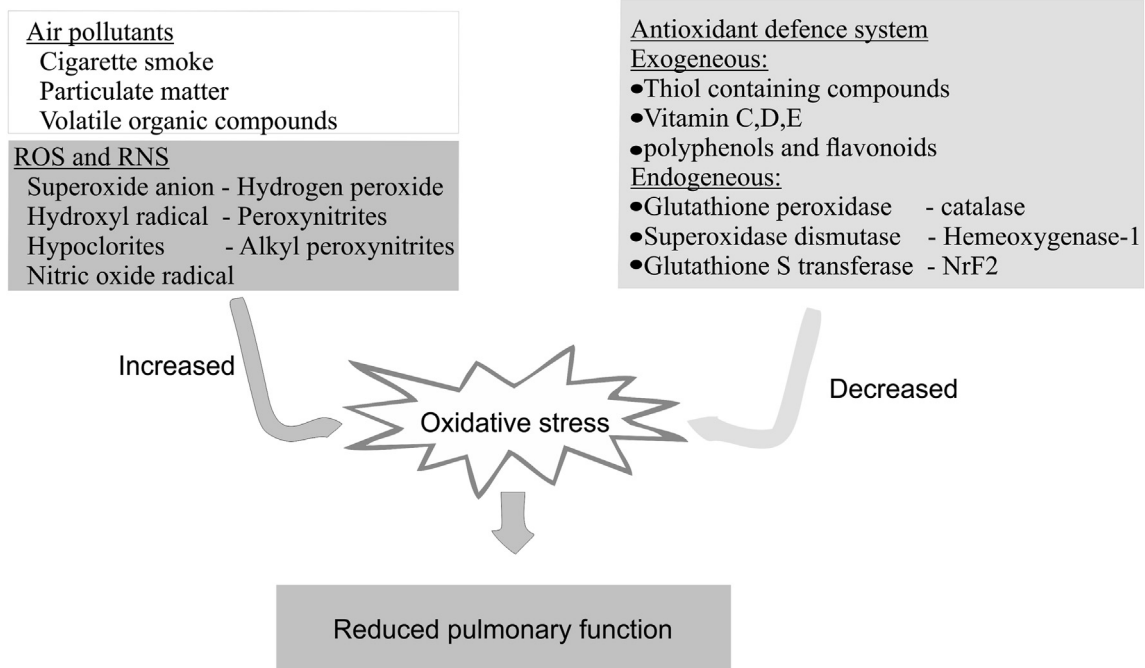 Air pollutants
Cigarette smoke
Particulate matter
Volatile organic compounds
ROS and RNS
Superoxide anion - Hydrogen peroxide
Hydroxyl radical - Peroxynitrites
Hypoclorites - Alkyl peroxynitrites
Nitric oxide radical
Antioxidant defence system
Exogeneous:
●Thiol containing compounds
●Vitamin C,D,E
●polyphenols and flavonoids
Endogeneous:
●Glutathione peroxidase - catalase
●Superoxidase dismutase - Hemeoxygenase-1
●Glutathione S transferase - NrF2
Increased
Decreased
Oxidative stress
Reduced pulmonary function